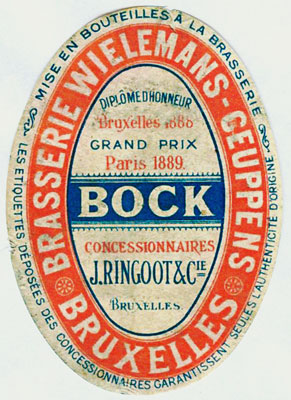 MISE EN BOUTEILLES A LA BRASSERIE
BRASSERIE WIELEMANS-CEUPPENS
DIPLÔME D'HONNEUR
Bruxelles 1888
GRAND PRIX
Paris 1889.
BOCK
CONCESSIONNAIRES
J. RINGOOT & CIE
BRUXELLES
BRUXELLES
LES ETIQUETTES DÉPOSÉES DES CONCESSIONNAIRES GARANTISSENT SEULES L'AUTHENTICITÉ D'ORIGINE